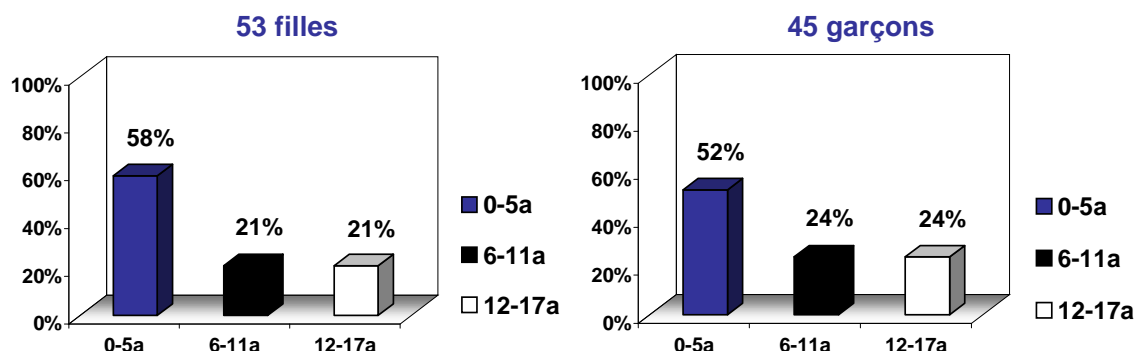 53 filles
100%
80%
60%
40%
20%
0%
58%
21%
21%
0-5a
6-11a
12-17a
0-5a
6-11a
12-17a
45 garçons
100%
80%
60%
40%
20%
0%
52%
24%
24%
0-5a
6-11a
12-17a
0-5a
6-11a
12-17a